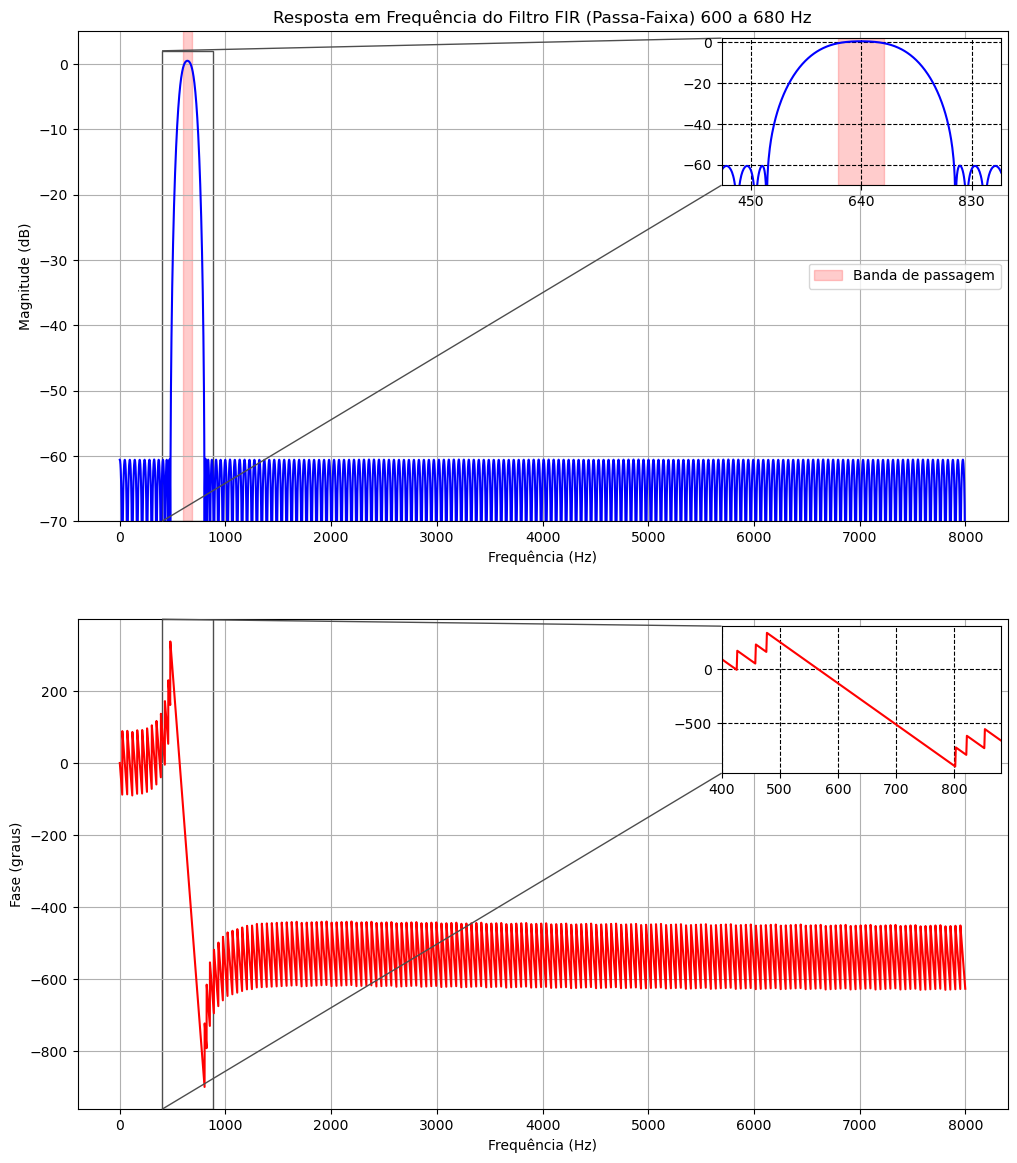 Resposta em Frequência do Filtro FIR (Passa-Faixa) 600 a 680 Hz
Magnitude (dB)
0
−10
−20
−30
−40
−50
−60
−70
0
−20
−40
−60
450 640 830
Banda de passagem
0 1000 2000 3000 4000 5000 6000 7000 8000
Frequência (Hz)
Fase (graus)
200
0
−200
−400
−600
−800
0
−500
400 500 600 700 800
0 1000 2000 3000 4000 5000 6000 7000 8000
Frequência (Hz)